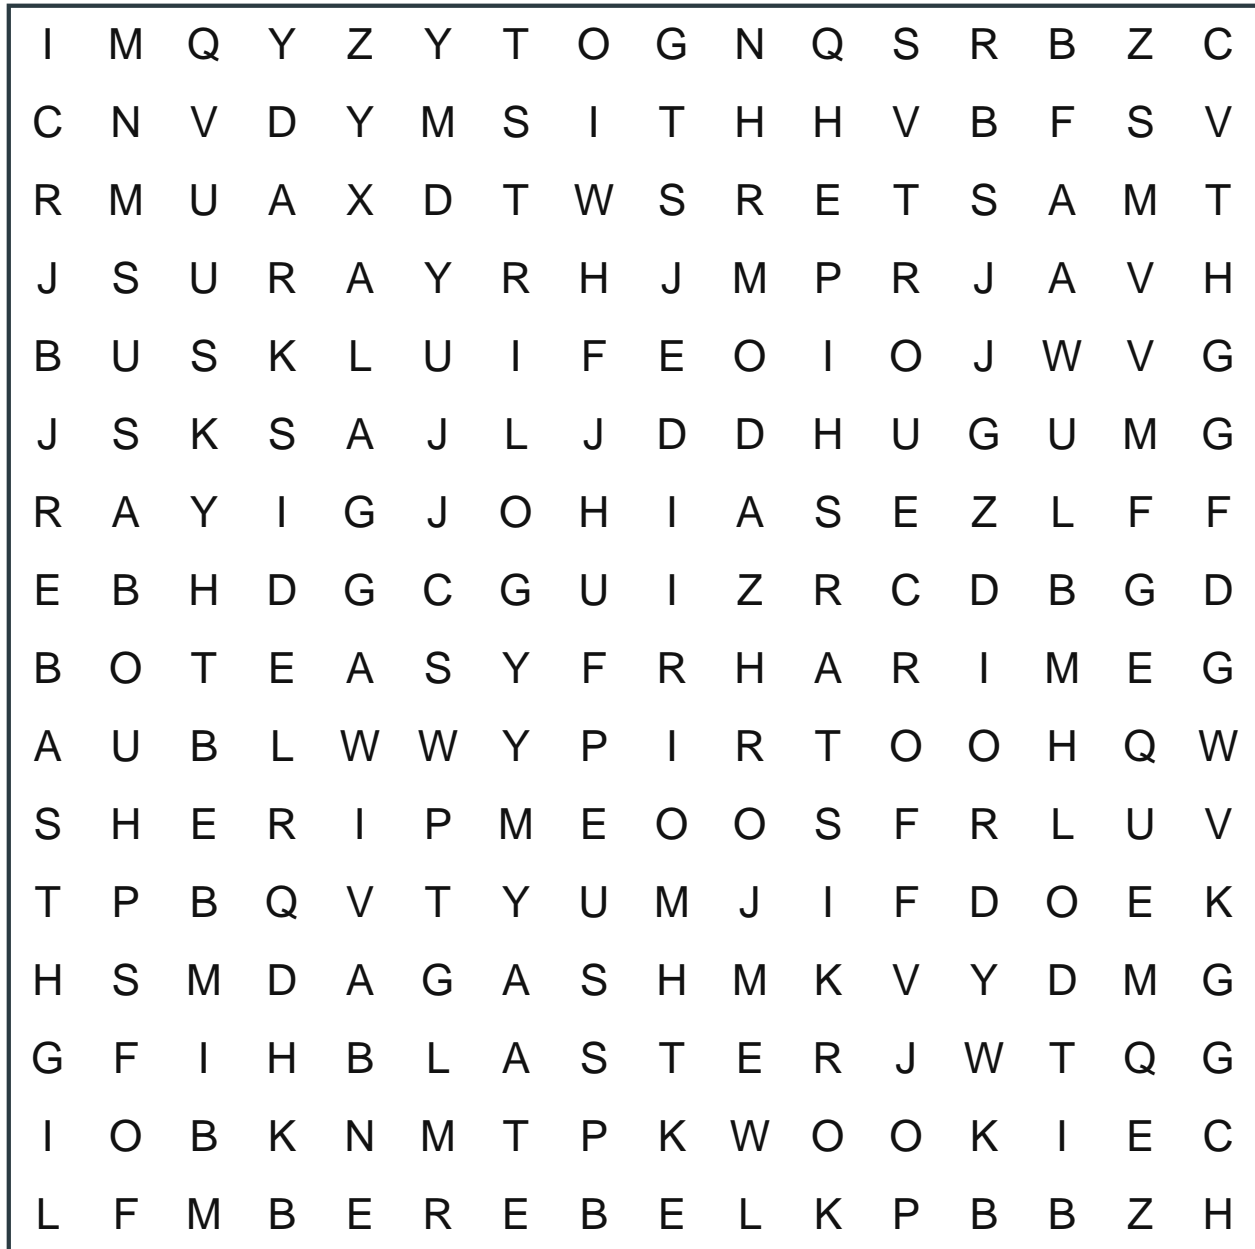 I M Q Y Z Y T O G N Q S R B Z C
C N V D Y M S I T H H V B F S V
R M U A X D T W S R E T S A M T
J S U R A Y R H J M P R J A V H
B U S K L U I F E O I O J W V G
J S K S A J L J D D H U G U M G
R A Y I G J O H I A S E Z L F F
E B H D G C G U I Z R C D B G D
B O T E A S Y F R H A R I M E G
A U B L W W Y P I R T O O H Q W
S H E R I P M E O O S F R L U V
T P B Q V T Y U M J I F D O E K
H S M D A G A S H M K V Y D M G
G F I H B L A S T E R J W T Q G
I O B K N M T P K W O O K I E C
L F M B E R E B E L K P B B Z H